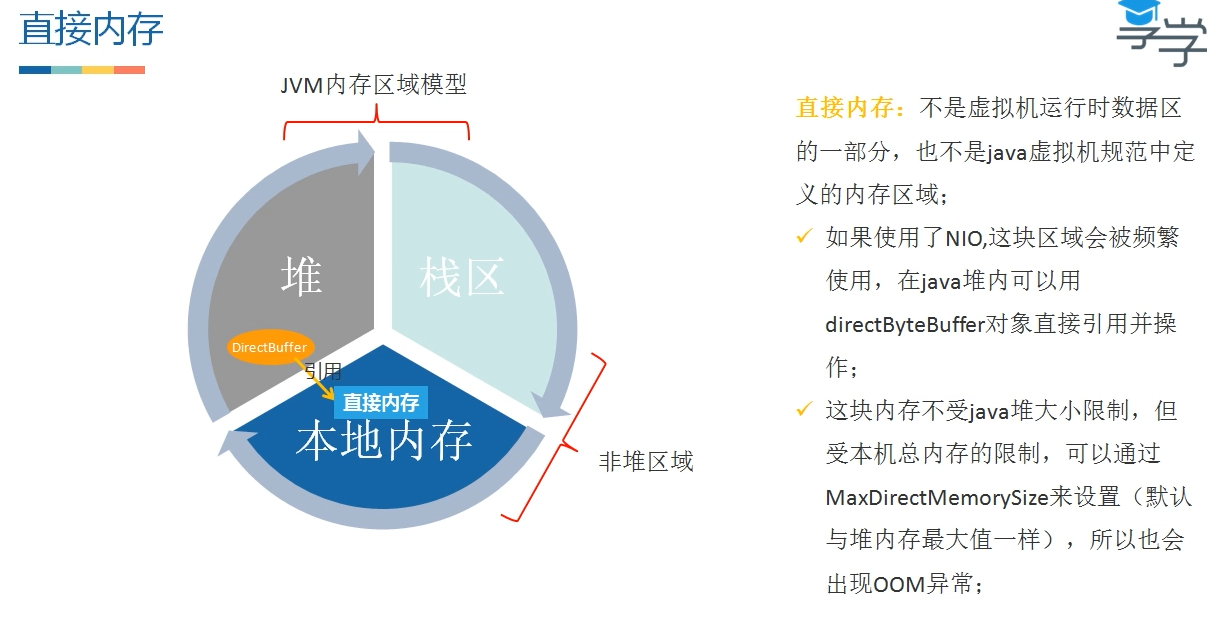 直接内存
享学
JVM内存区域模型
堆
栈区
DirectBuffer
引用
直接内存
本地内存
非堆区域
直接内存：不是虚拟机运行时数据区
的一部分，也不是java虚拟机规范中定
义的内存区域；
如果使用了NIO,这块区域会被频繁
使用，在java堆内可以用
directByteBuffer对象直接引用并操
作；
这块内存不受java堆大小限制，但
受本机总内存的限制，可以通过
MaxDirectMemorySize来设置（默认
与堆内存最大值一样），所以也会
出现OOM异常；